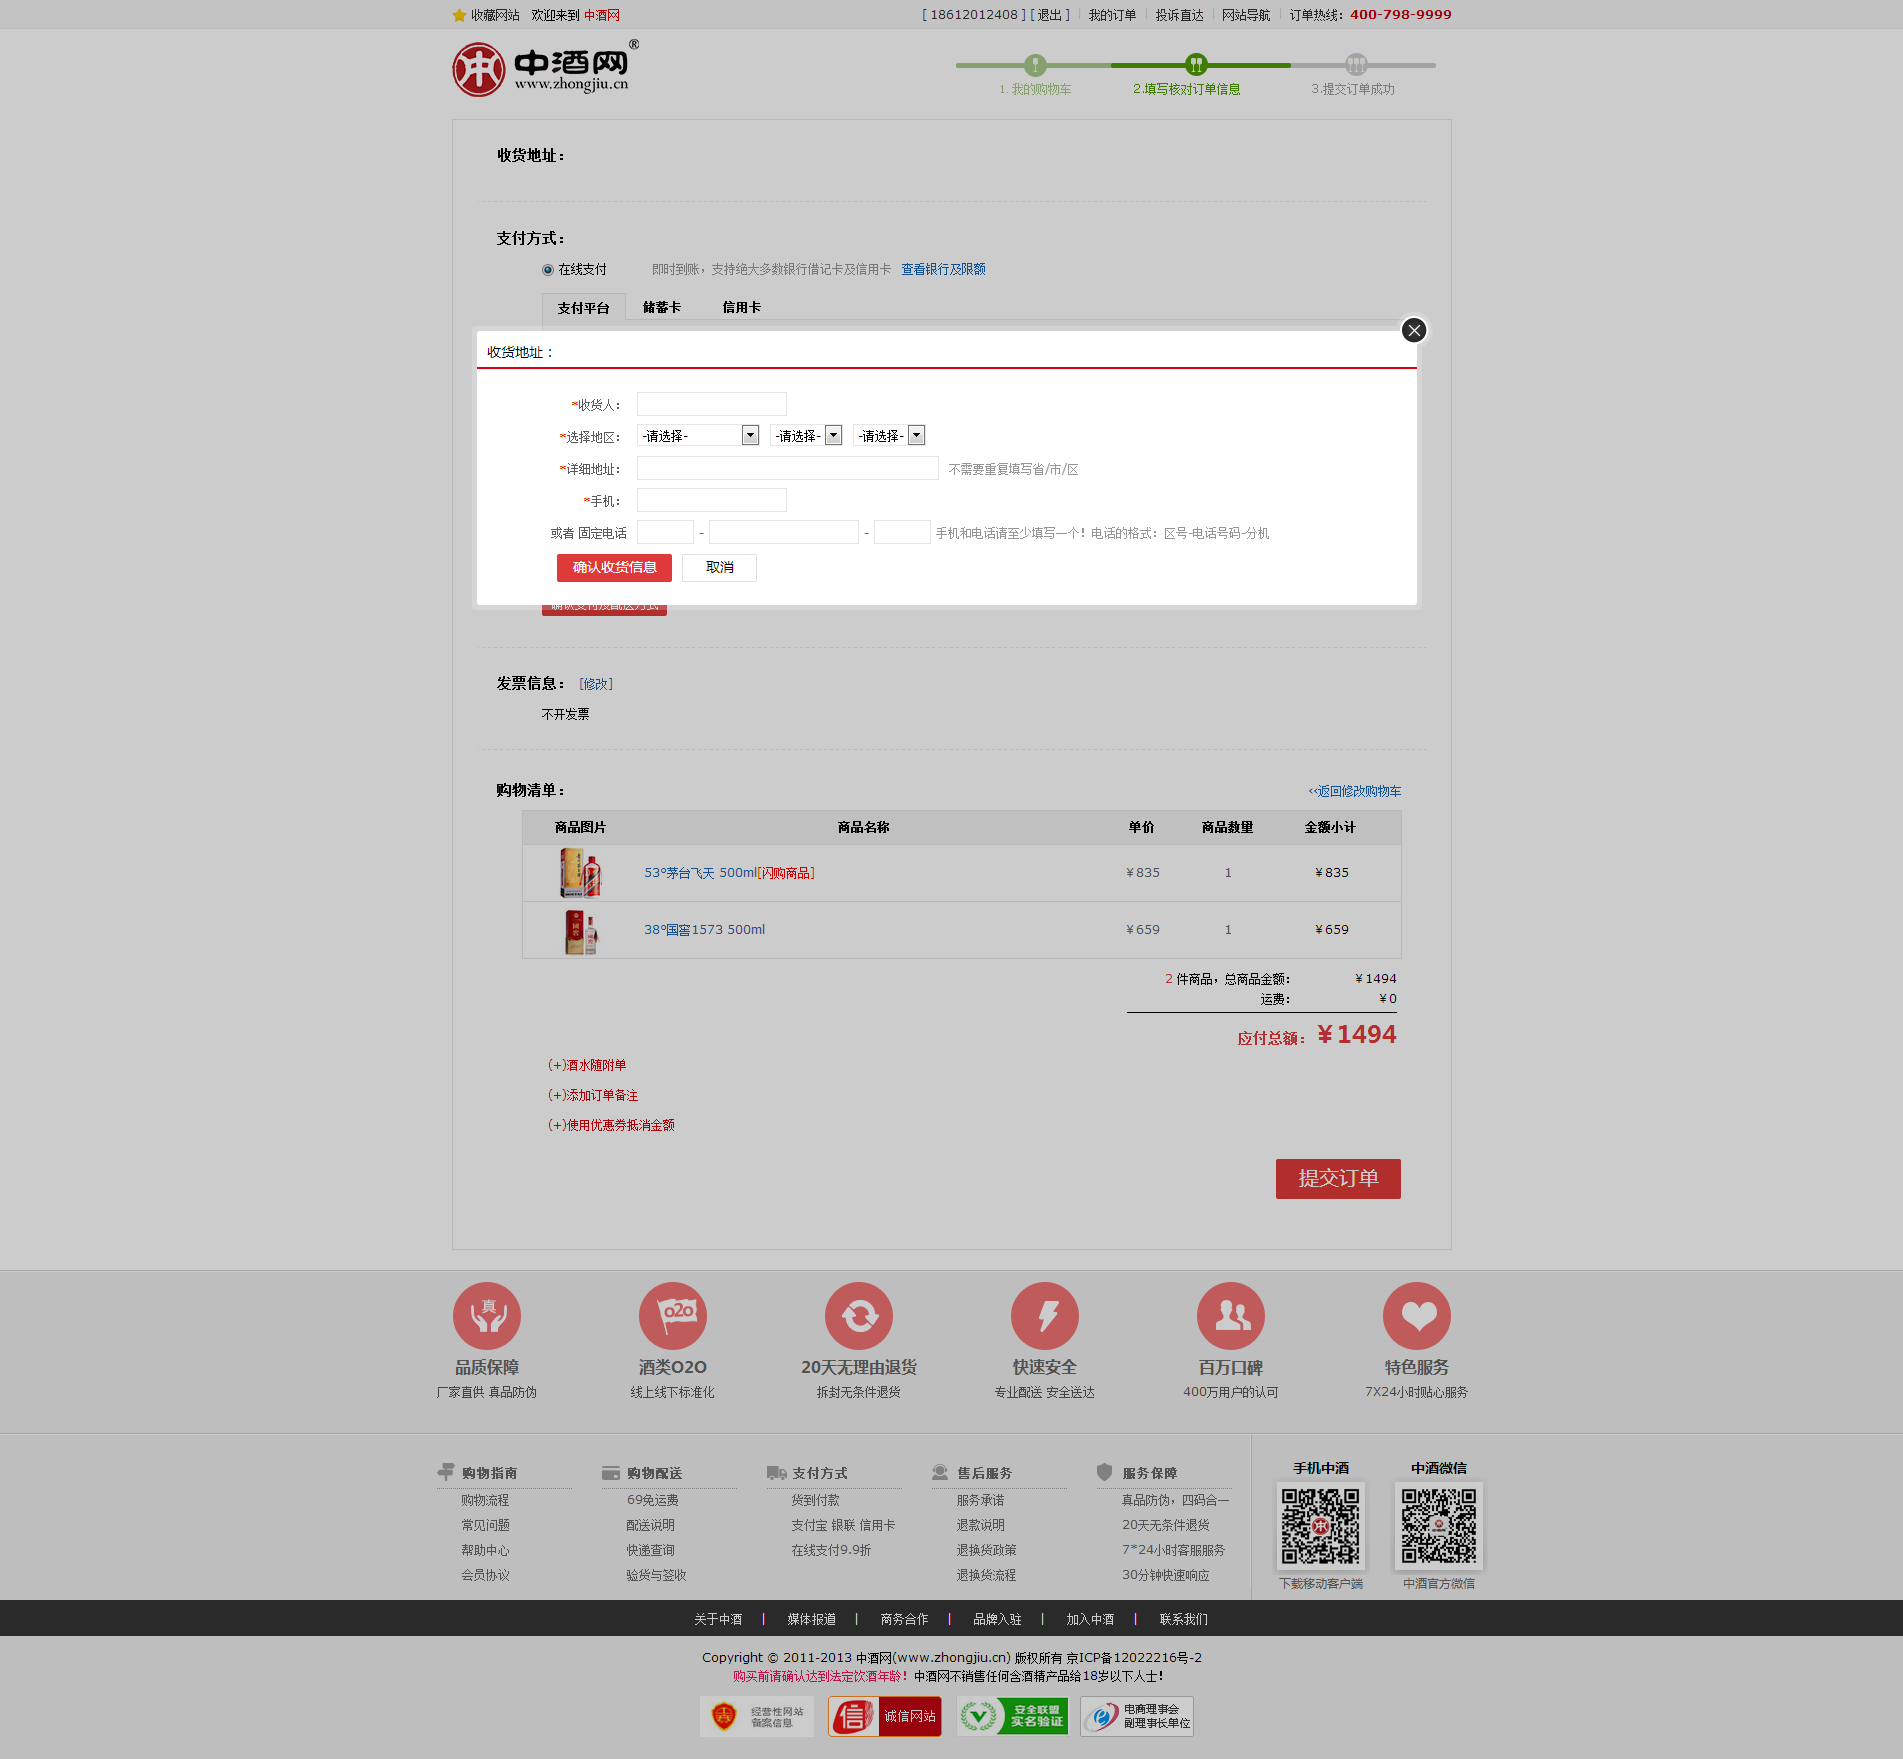 收藏网站 欢迎来到 中酒网 [ 18612012408 ] [ 退出 ] 我的订单 投诉直达 网站导航 订单热线：400-798-9999
中酒网®
www.zhongjiu.cn
1. 我的购物车 2.填写核对订单信息 3.提交订单成功
收货地址：
支付方式：
在线支付 即时到账，支持绝大多数银行借记卡及信用卡 查看银行及限额
支付平台 储蓄卡 信用卡
收货地址：
*收货人：
*选择地区： -请选择- -请选择- -请选择-
*详细地址： 不需要重复填写省/市/区
*手机：
或者 固定电话 - - 手机和电话请至少填写一个！电话的格式：区号-电话号码-分机
确认收货信息 取消
确认支付及配送方式
发票信息： [修改]
不开发票
购物清单： <<返回修改购物车
商品图片 商品名称 单价 商品数量 金额小计
53°茅台飞天 500ml[闪购商品] ￥835 1 ￥835
38°国窖1573 500ml ￥659 1 ￥659
2 件商品，总商品金额： ￥1494
运费： ￥0
应付总额：￥1494
(+)酒水随附单
(+)添加订单备注
(+)使用优惠券抵消金额
提交订单
真 o2o
品质保障 酒类O2O 20天无理由退货 快速安全 百万口碑 特色服务
厂家直供 真品防伪 线上线下标准化 拆封无条件退货 专业配送 安全送达 400万用户的认可 7X24小时贴心服务
购物指南 购物配送 支付方式 售后服务 服务保障 手机中酒 中酒微信
购物流程 69免运费 货到付款 服务承诺 真品防伪，四码合一
常见问题 配送说明 支付宝 银联 信用卡 退款说明 20天无条件退货
帮助中心 快递查询 在线支付9.9折 退换货政策 7*24小时客服服务
会员协议 验货与签收 退换货流程 30分钟快速响应
下载移动客户端 中酒官方微信
关于中酒 | 媒体报道 | 商务合作 | 品牌入驻 | 加入中酒 | 联系我们
Copyright © 2011-2013 中酒网(www.zhongjiu.cn) 版权所有 京ICP备12022216号-2
购买前请确认达到法定饮酒年龄！中酒网不销售任何含酒精产品给18岁以下人士！
经营性网站 备案信息
信 诚信网站
安全联盟 实名验证
电商理事会 副理事长单位